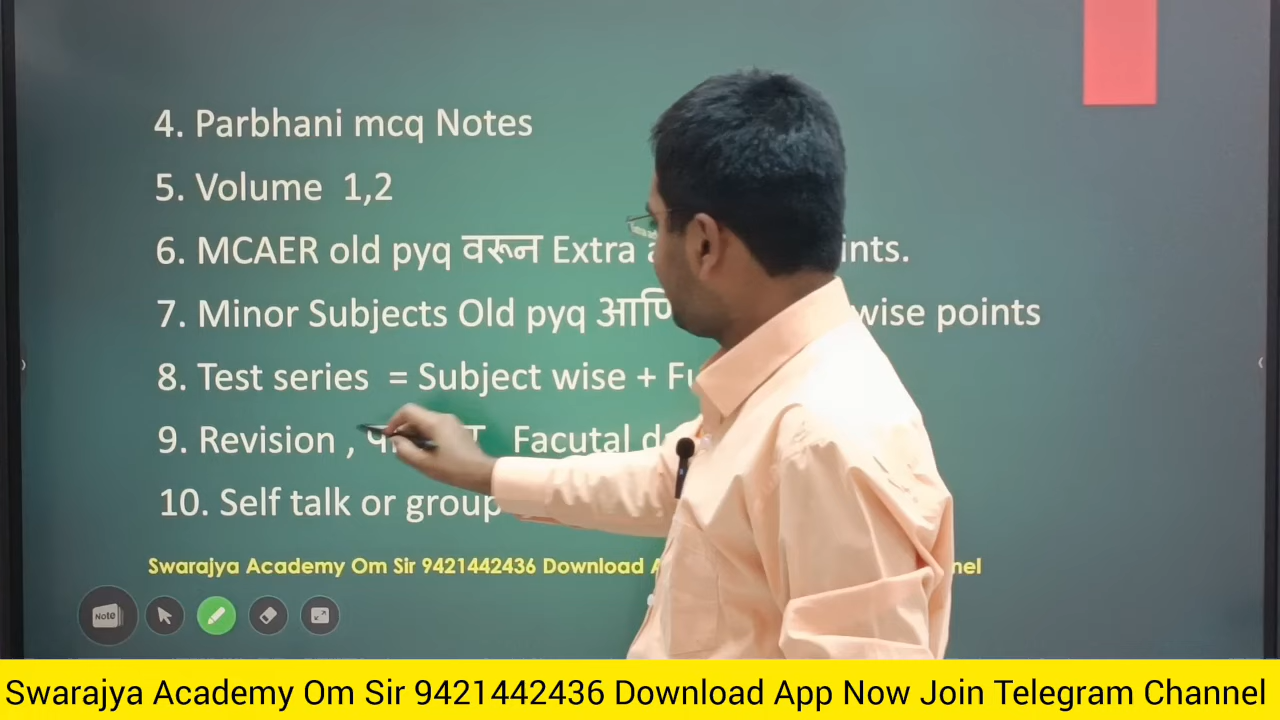 4. Parbhani mcq Notes
5. Volume 1,2
6. MCAER old pyq वरून Extra
7. Minor Subjects Old pyq आणि wise points
8. Test series = Subject wise +
9. Revision , Facutal
10. Self talk or group
Swarajya Academy Om Sir 9421442436 Download
Note
Swarajya Academy Om Sir 9421442436 Download App Now Join Telegram Channel